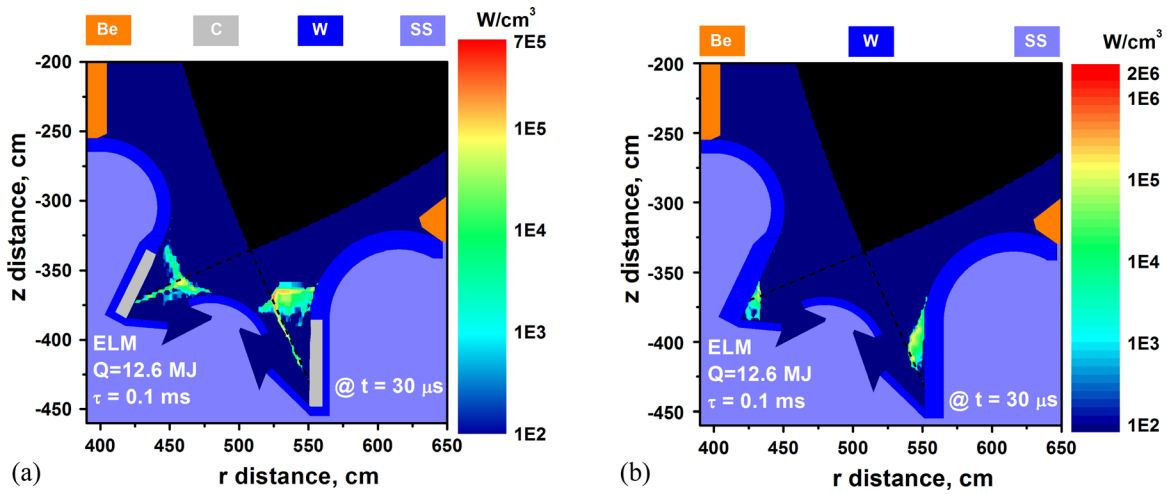 Be C W SS
W/cm³
7E5
1E5
1E4
1E3
1E2
-200
-250
-300
-350
-400
-450
z distance, cm
ELM
Q=12.6 MJ
τ = 0.1 ms
@ t = 30 μs
400 450 500 550 600 650
r distance, cm
(a)
Be W SS
W/cm³
2E6
1E6
1E5
1E4
1E3
1E2
-200
-250
-300
-350
-400
-450
z distance, cm
ELM
Q=12.6 MJ
τ = 0.1 ms
@ t = 30 μs
400 450 500 550 600 650
r distance, cm
(b)